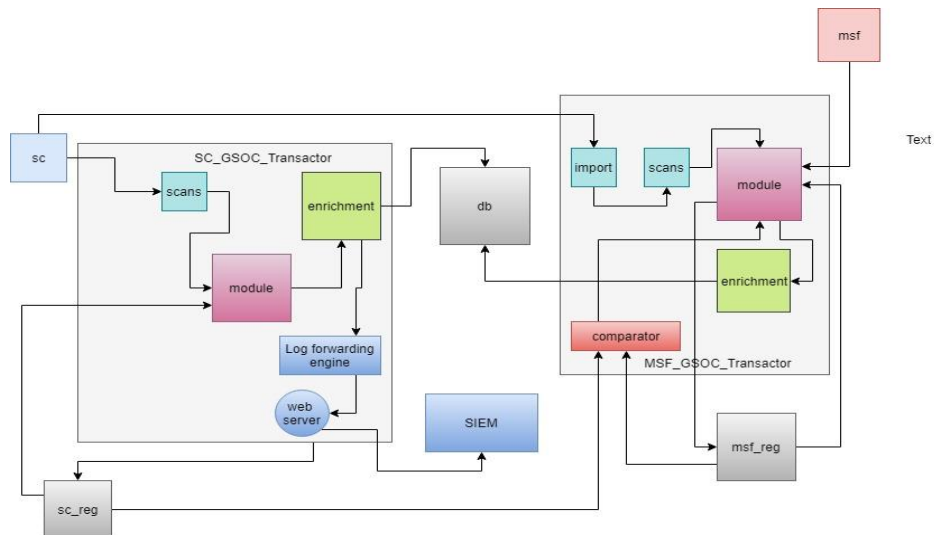 msf
Text
sc
SC_GSOC_Transactor
scans
enrichment
module
Log forwarding
engine
web
server
db
SIEM
sc_reg
import
scans
module
enrichment
comparator
MSF_GSOC_Transactor
msf_reg